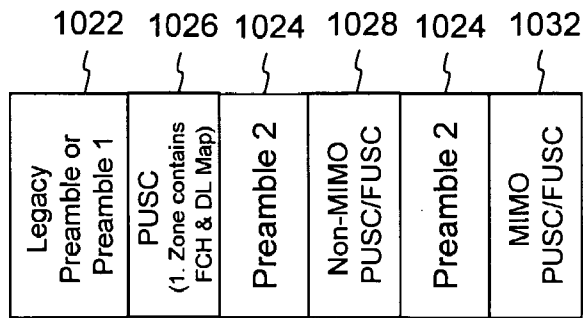 1022 1026 1024 1028 1024 1032
Legacy
Preamble or
Preamble 1
PUSC
(1. Zone contains
FCH & DL Map)
Preamble 2
Non-MIMO
PUSC/FUSC
Preamble 2
MIMO
PUSC/FUSC